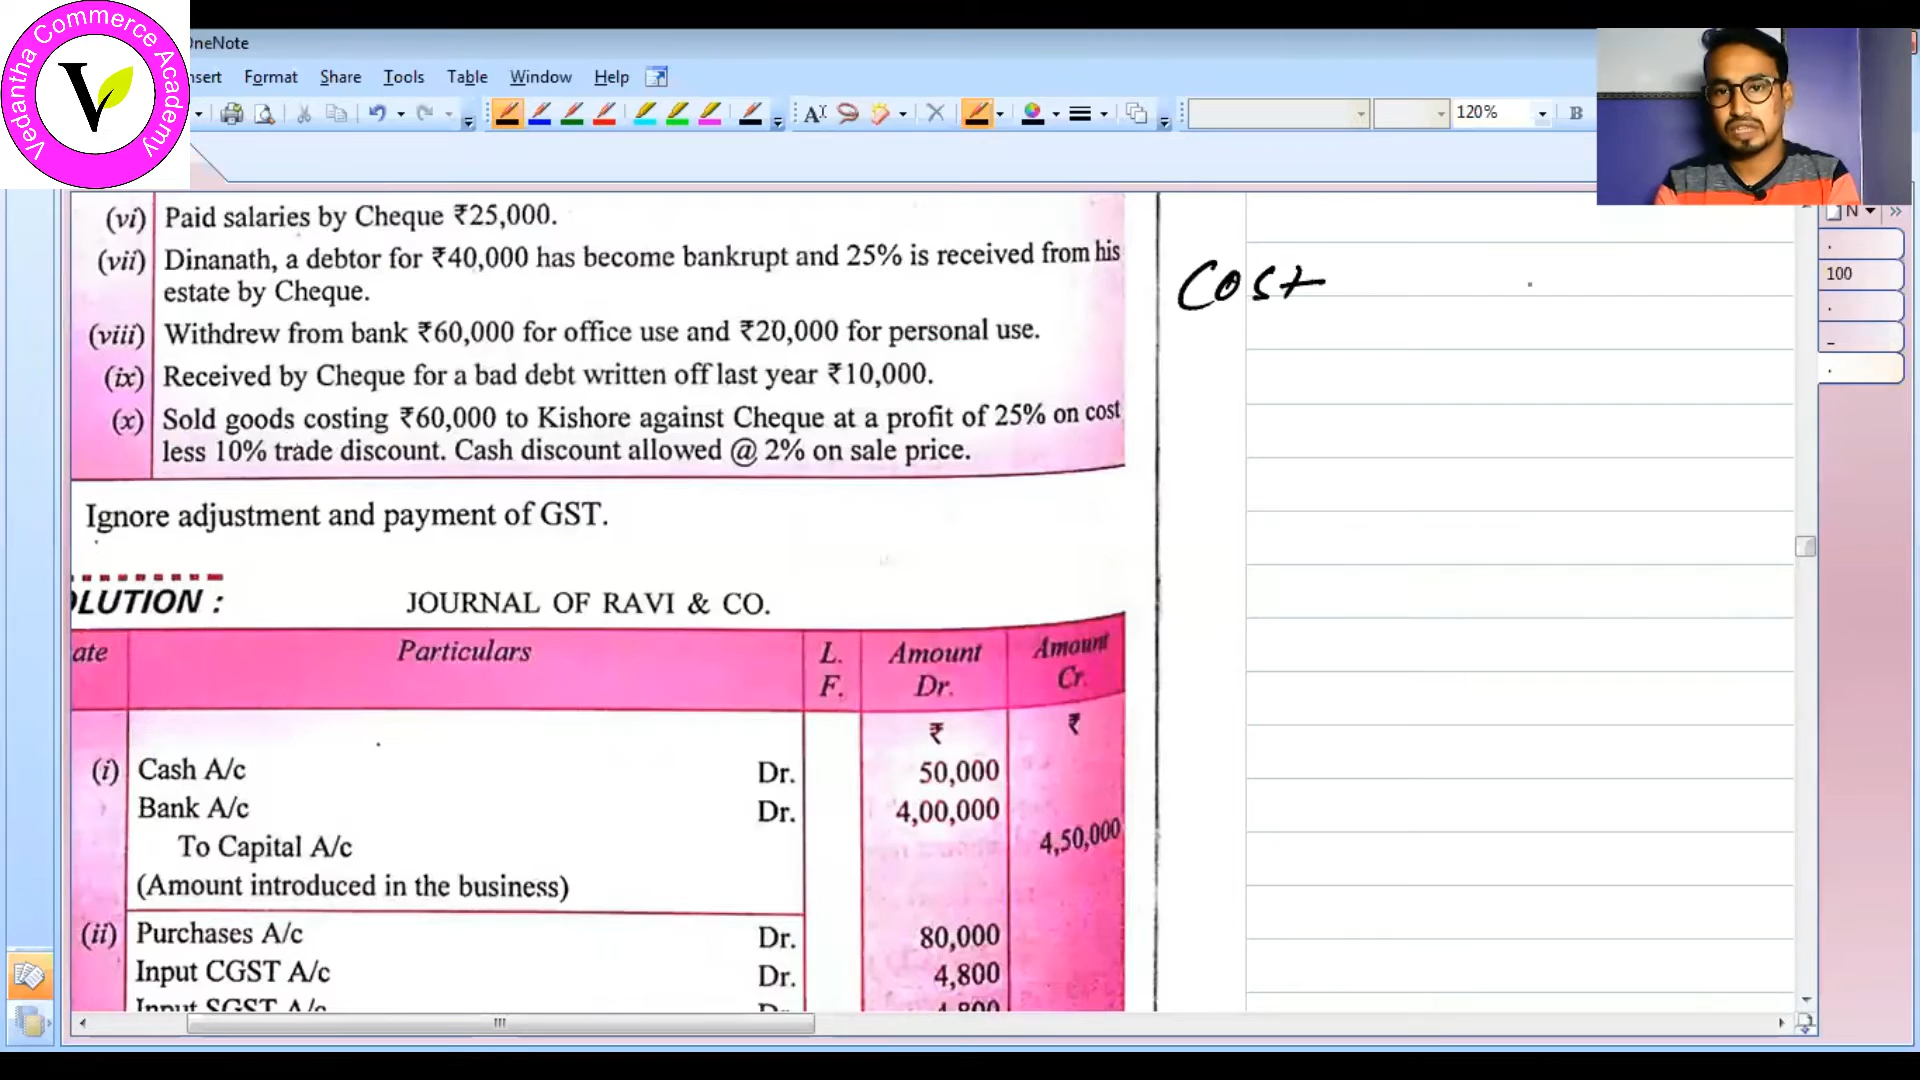 Vedantha Commerce Academy
V
OneNote
nsert Format Share Tools Table Window Help
120% B
N
100
(vi) Paid salaries by Cheque ₹25,000.
(vii) Dinanath, a debtor for ₹40,000 has become bankrupt and 25% is received from his
estate by Cheque.
(viii) Withdrew from bank ₹60,000 for office use and ₹20,000 for personal use.
(ix) Received by Cheque for a bad debt written off last year ₹10,000.
(x) Sold goods costing ₹60,000 to Kishore against Cheque at a profit of 25% on cost
less 10% trade discount. Cash discount allowed @ 2% on sale price.
Cost
Ignore adjustment and payment of GST.
OLUTION : JOURNAL OF RAVI & CO.
ate Particulars L. F. Amount Dr. Amount Cr.
₹ ₹
(i) Cash A/c Dr. 50,000
Bank A/c Dr. 4,00,000
To Capital A/c 4,50,000
(Amount introduced in the business)
(ii) Purchases A/c Dr. 80,000
Input CGST A/c Dr. 4,800
Input SGST A/c Dr. 4,800